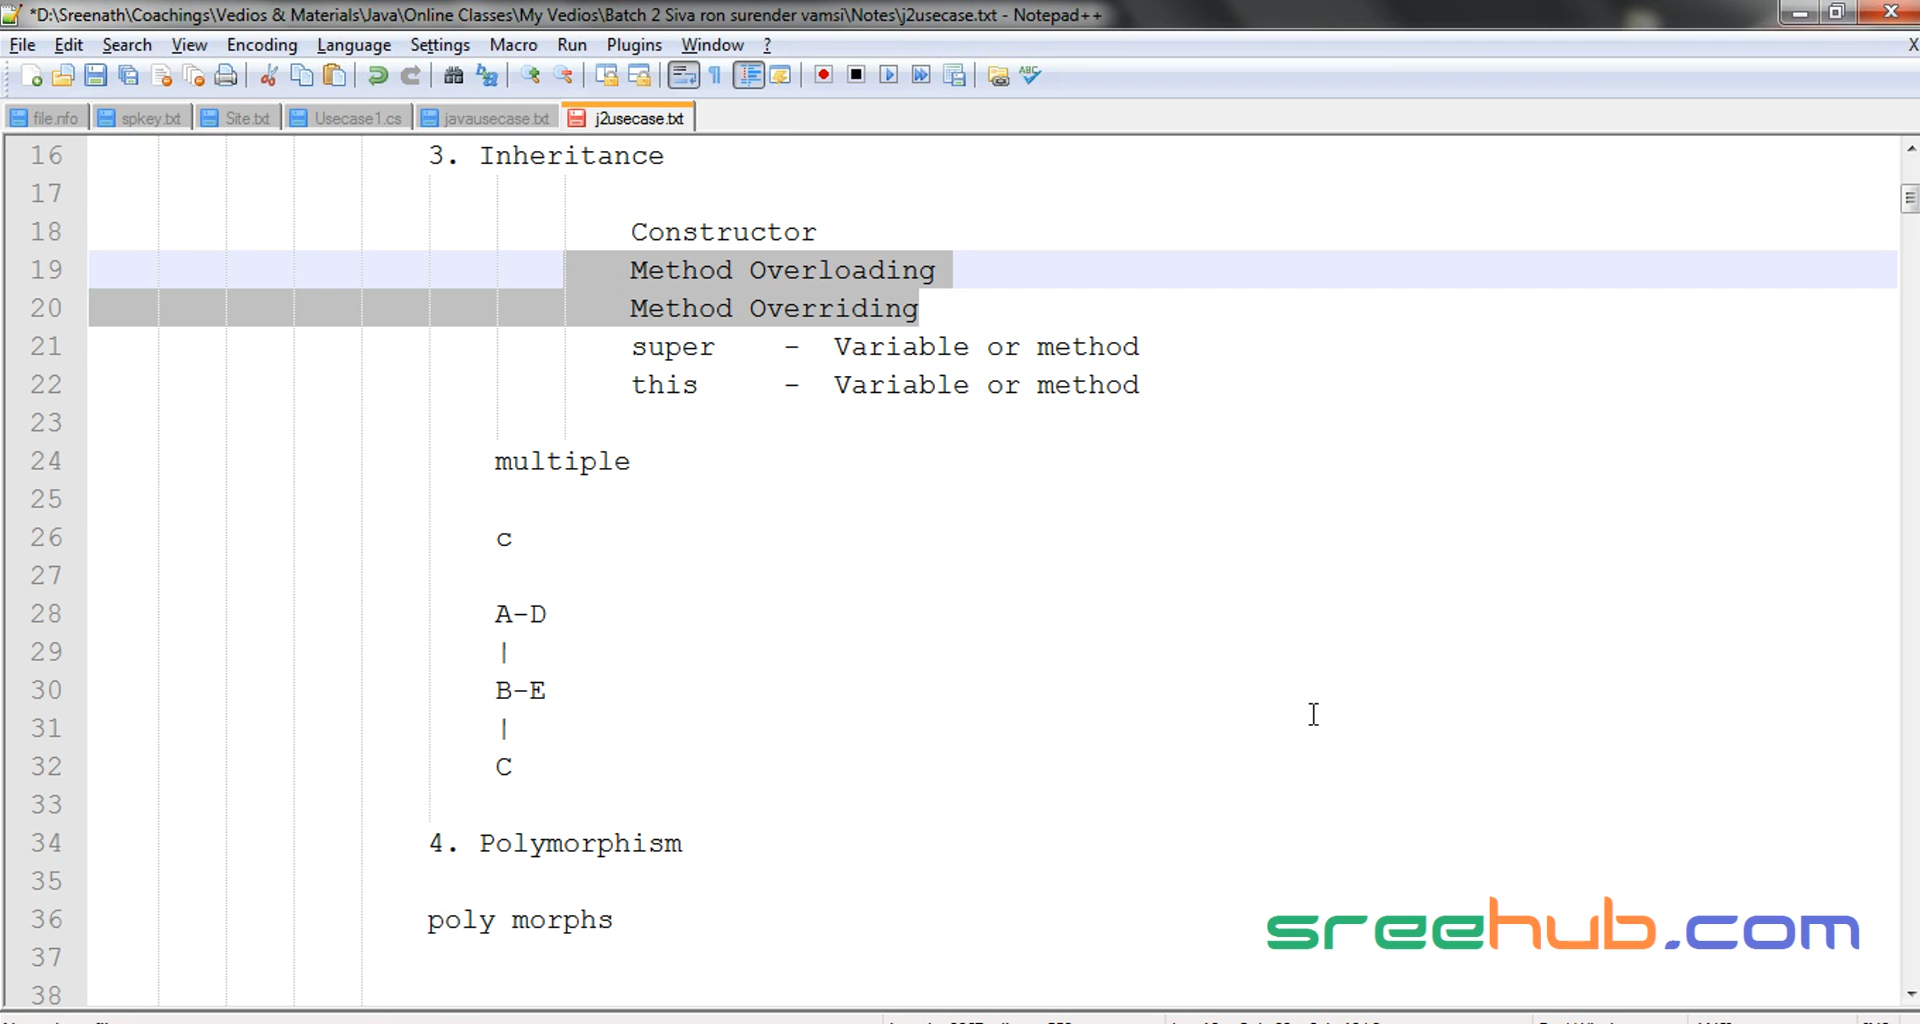 *D:\Sreenath\Coachings\Vedios & Materials\Java\Online Classes\My Vedios\Batch 2 Siva ron surender vamsi\Notes\j2usecase.txt - Notepad++
File Edit Search View Encoding Language Settings Macro Run Plugins Window ? X
file.nfo spkey.txt Site.txt Usecase1.cs javausecase.txt j2usecase.txt
16 3. Inheritance
17
18 Constructor
19 Method Overloading
20 Method Overriding
21 super - Variable or method
22 this - Variable or method
23
24 multiple
25
26 c
27
28 A-D
29 |
30 B-E
31 |
32 C
33
34 4. Polymorphism
35
36 poly morphs
37
38
sreehub.com